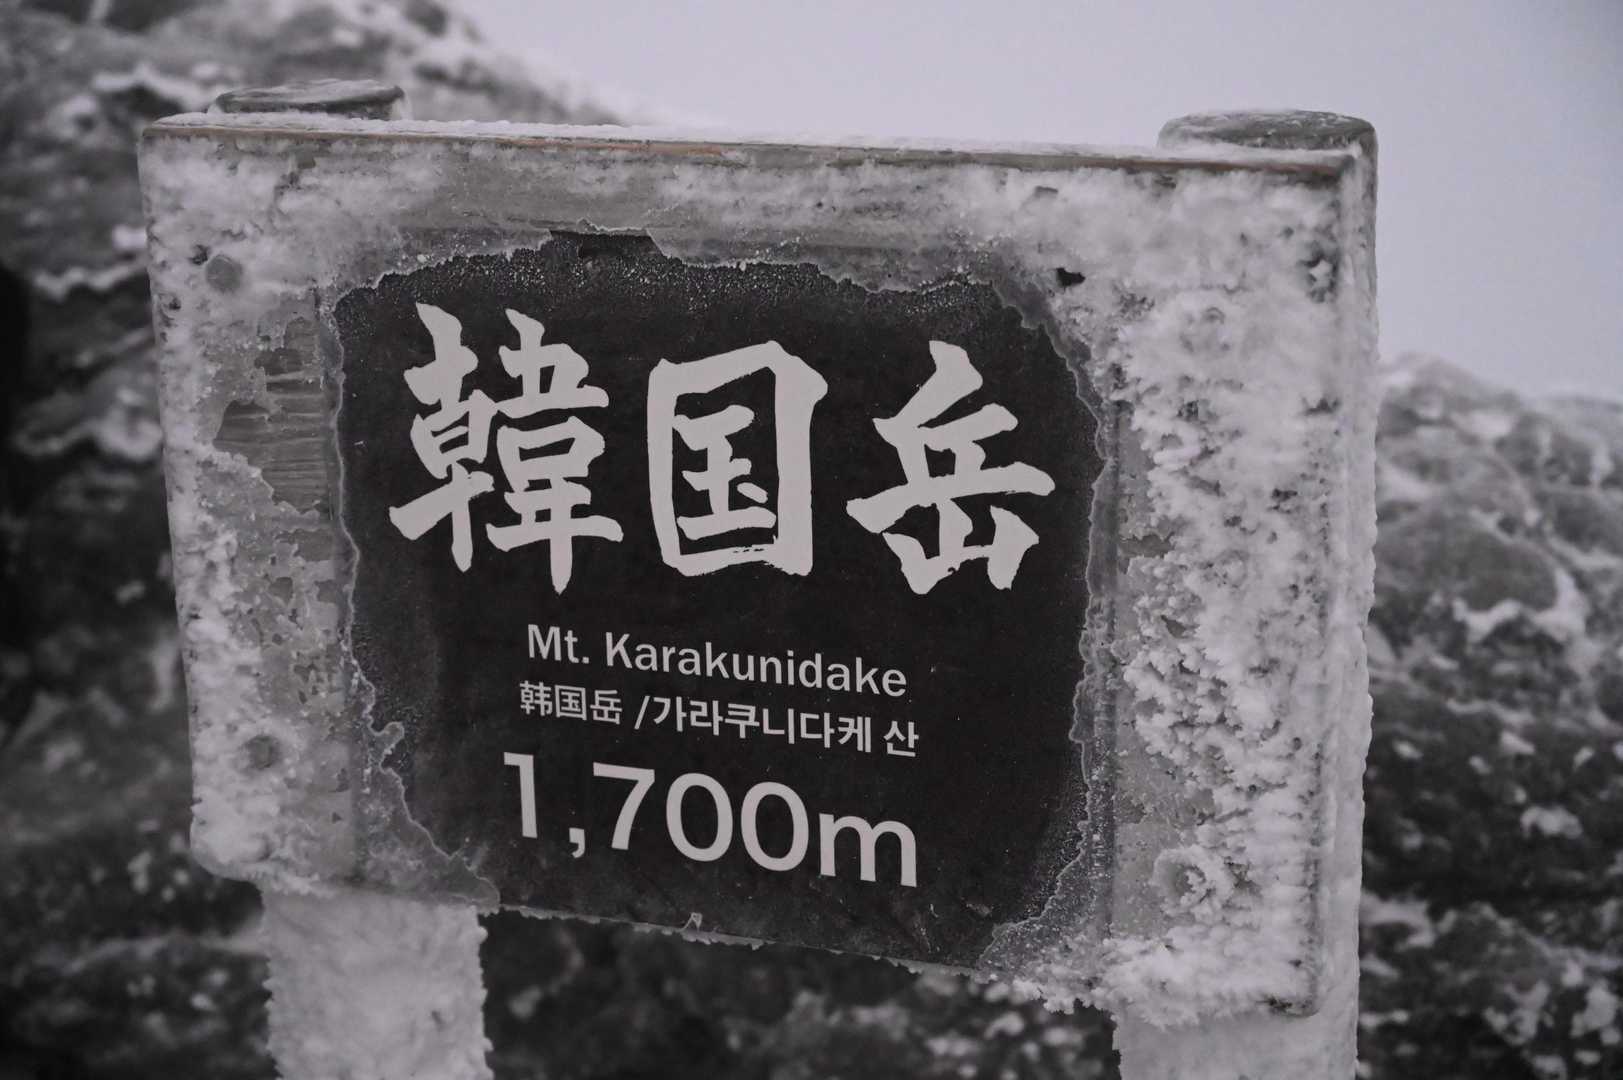 韓国岳
Mt. Karakunidake
韩国岳 /가라쿠니다케 산
1,700m